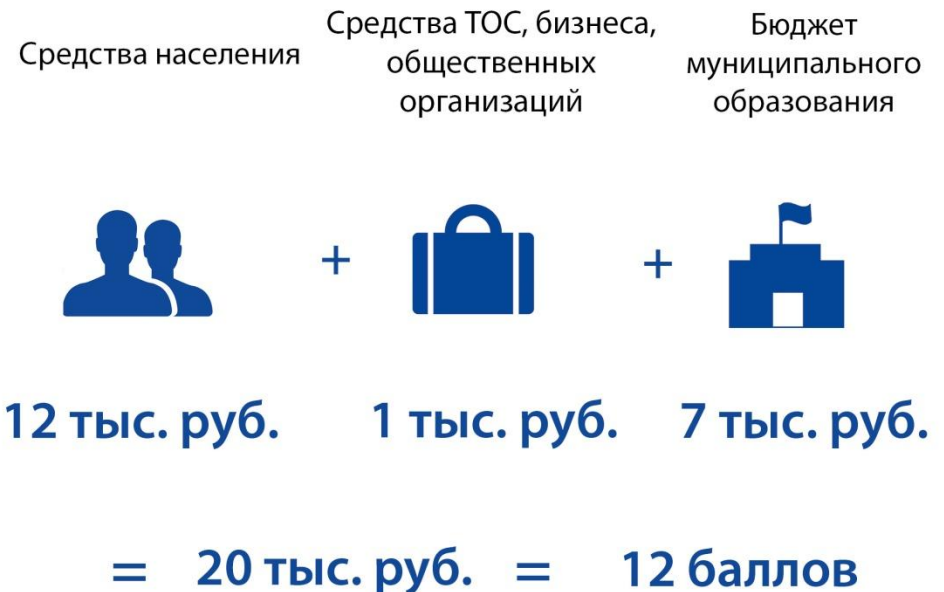 Средства населения
Средства ТОС, бизнеса,
общественных
организаций
Бюджет
муниципального
образования
+
+
12 тыс. руб.
1 тыс. руб.
7 тыс. руб.
= 20 тыс. руб. = 12 баллов